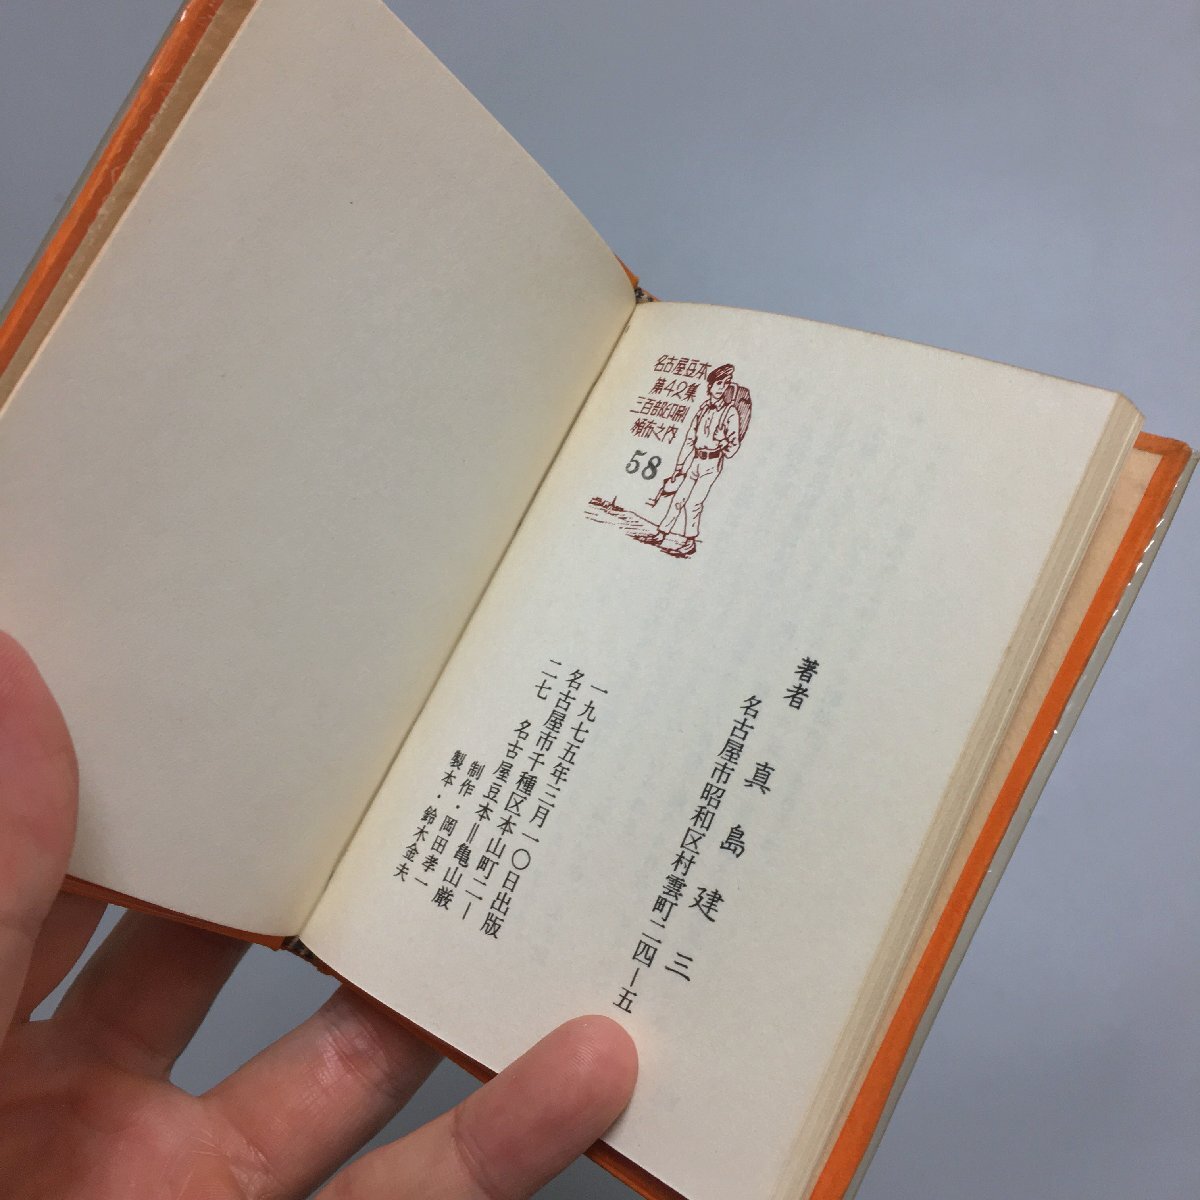 名古屋豆本
第42集
三百部印刷
頒布之内
58
著者 真島建三
名古屋市昭和区村雲町二四ー五
一九七五年三月一〇日出版
名古屋市千種区本山町二ー
二七 名古屋豆本＝亀山巌
制作・岡田孝一
製本・鈴木金夫